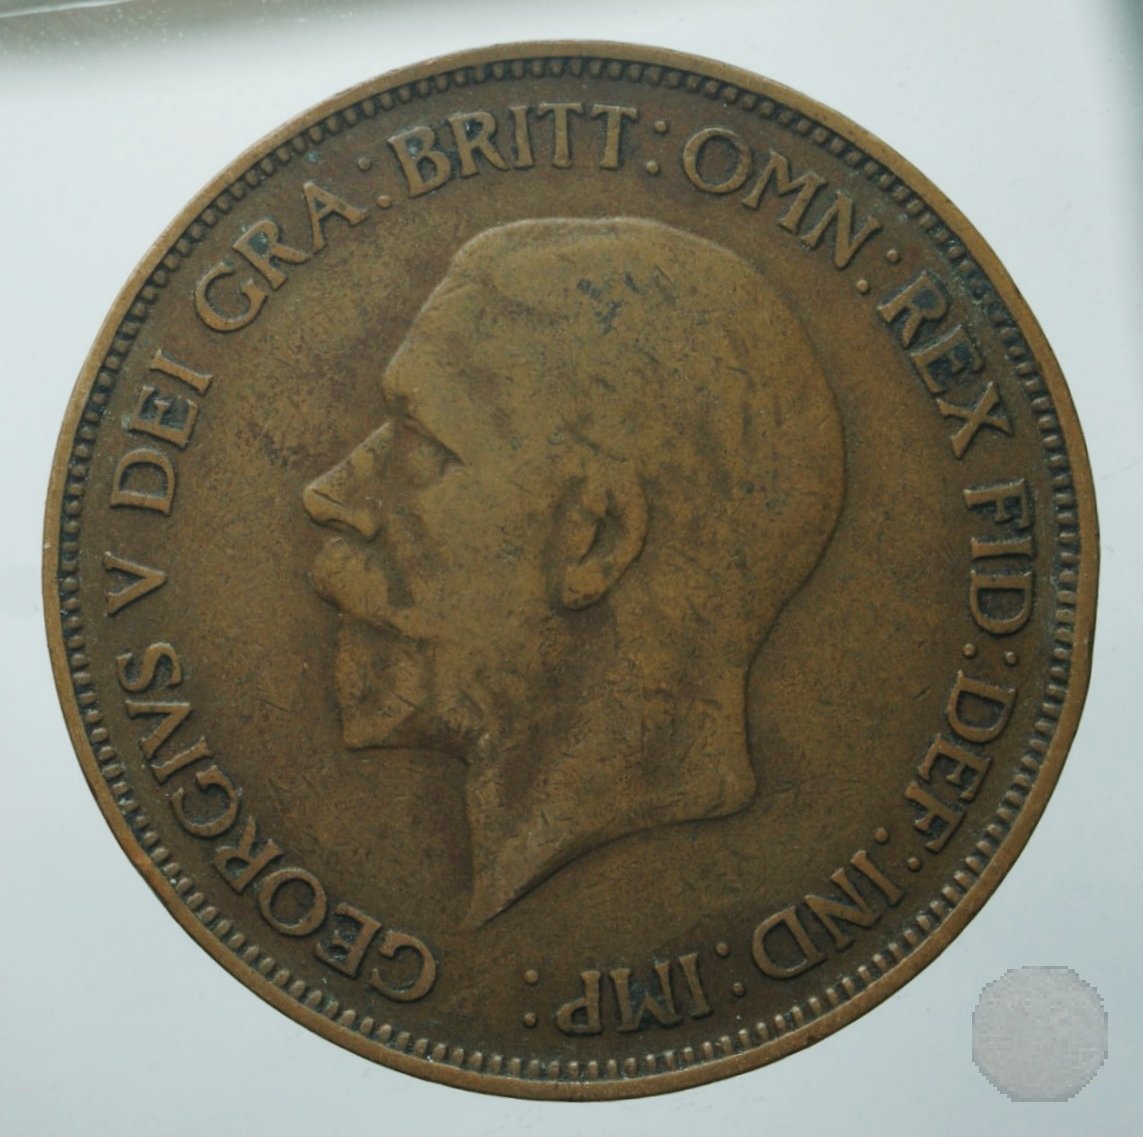 GEORGIVS V DEI GRA: BRITT: OMN: REX FID: DEF: IND: IMP: